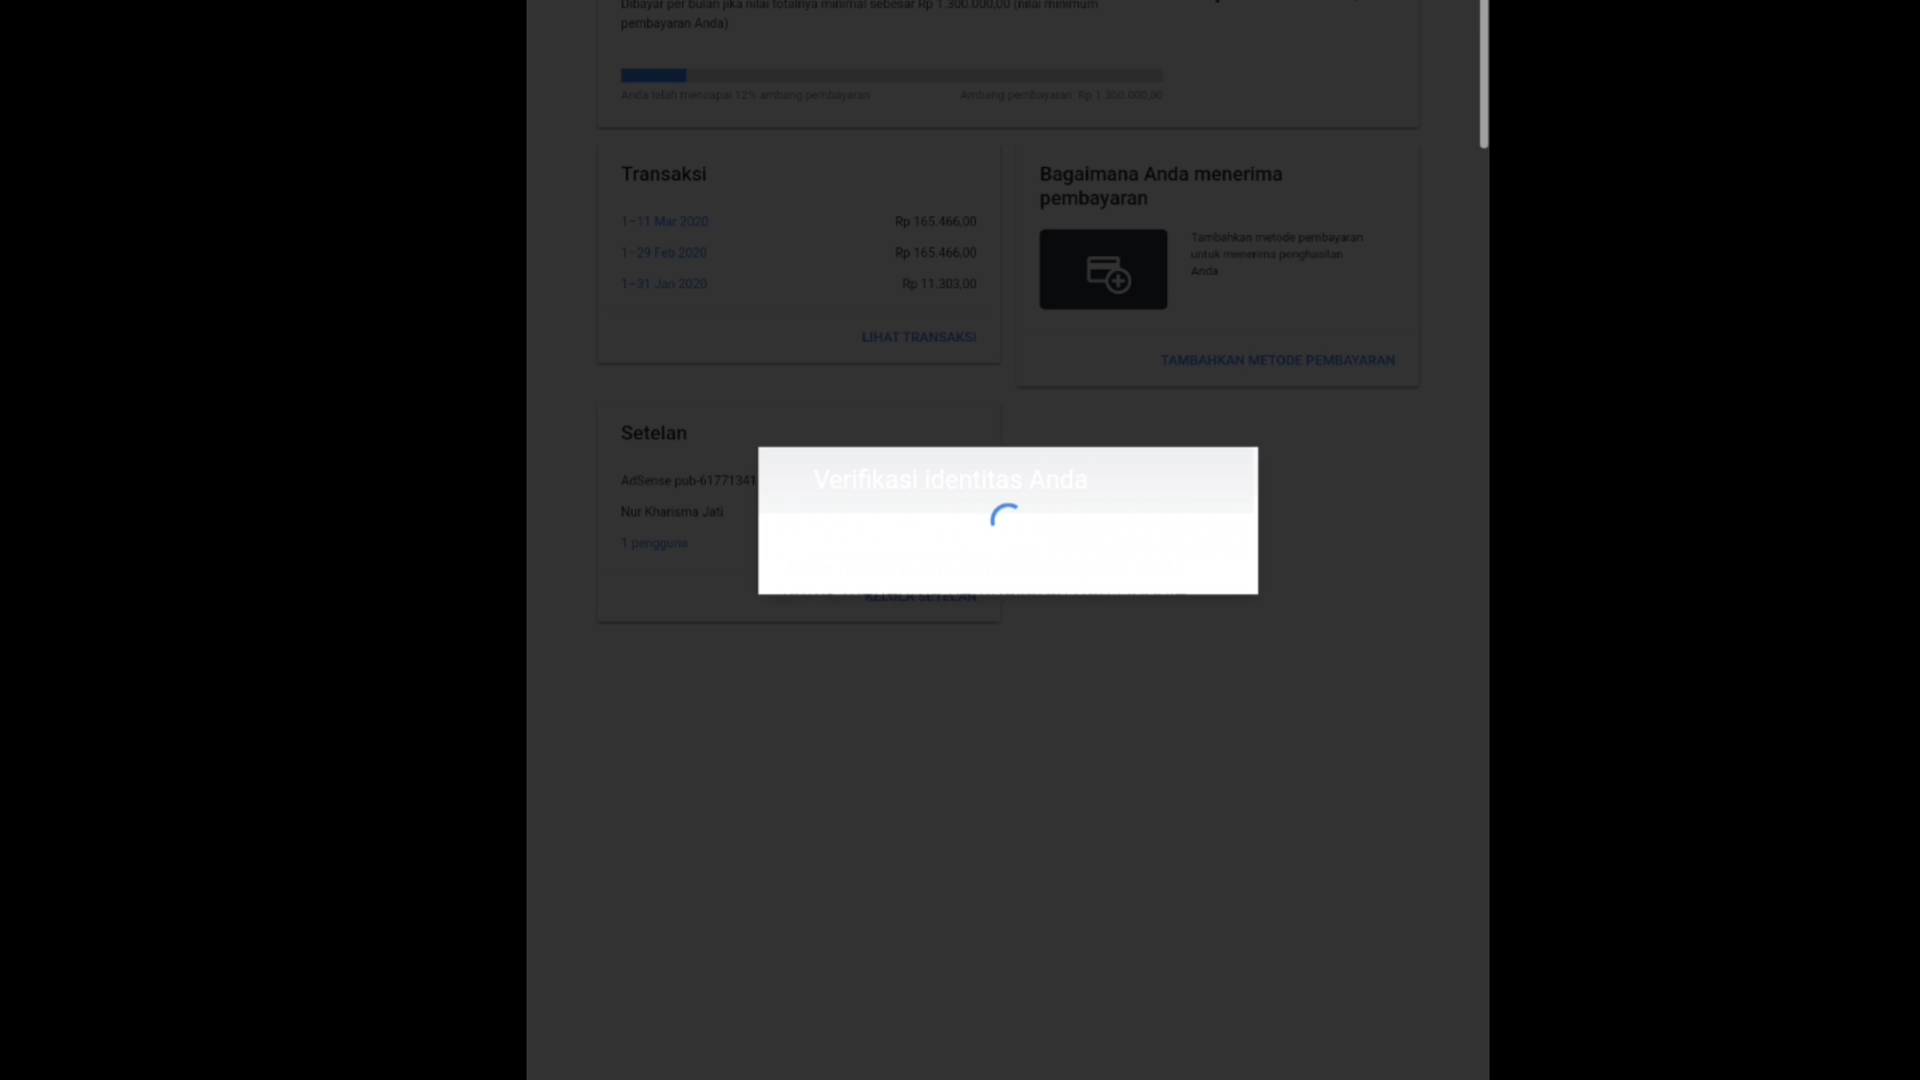 Dibayar per bulan jika nilai totalnya minimal sebesar Rp 1.300.000,00 (nilai minimum
pembayaran Anda)
Anda telah mencapai 12% ambang pembayaran
Ambang pembayaran: Rp 1.300.000,00
Transaksi
1–11 Mar 2020 Rp 165.466,00
1–29 Feb 2020 Rp 165.466,00
1–31 Jan 2020 Rp 11.303,00
LIHAT TRANSAKSI
Bagaimana Anda menerima
pembayaran
Tambahkan metode pembayaran
untuk menerima penghasilan
Anda
TAMBAHKAN METODE PEMBAYARAN
Setelan
AdSense pub-61771341
Nur Kharisma Jati
1 pengguna
KELOLA SETELAN
Verifikasi identitas Anda